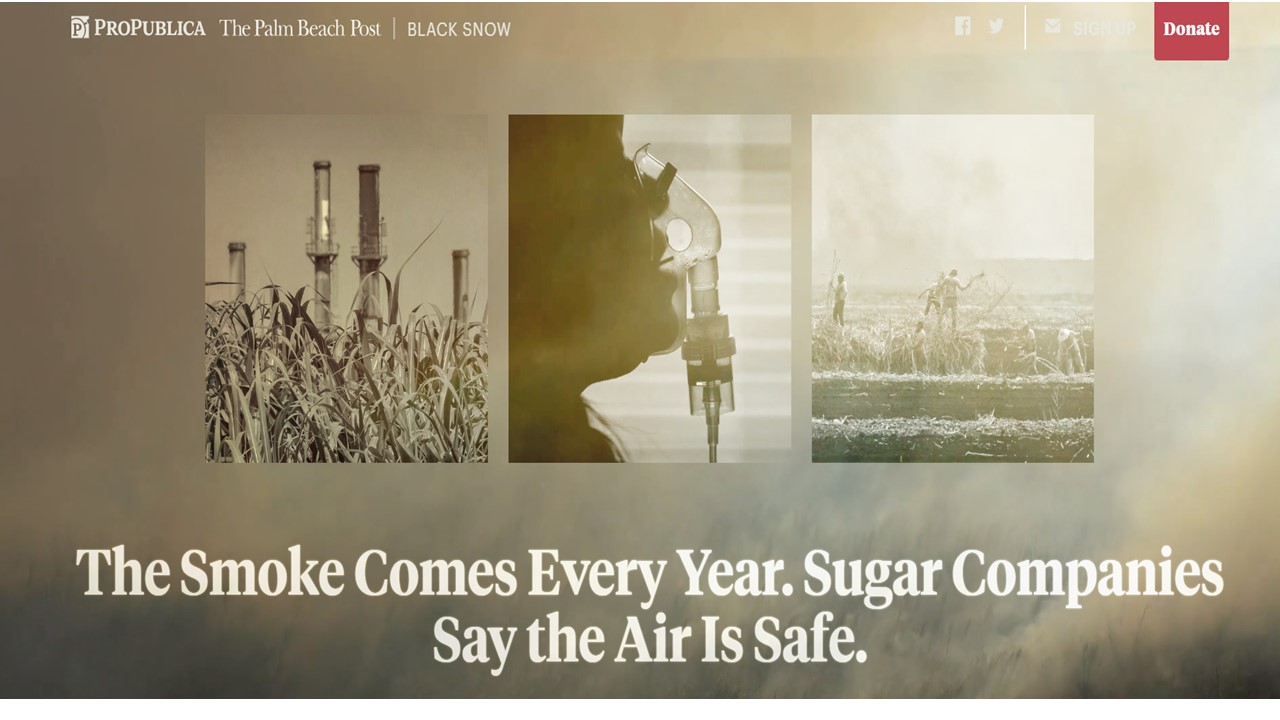 PROPUBLICA The Palm Beach Post | BLACK SNOW
SIGN UP
Donate
The Smoke Comes Every Year. Sugar Companies
Say the Air Is Safe.